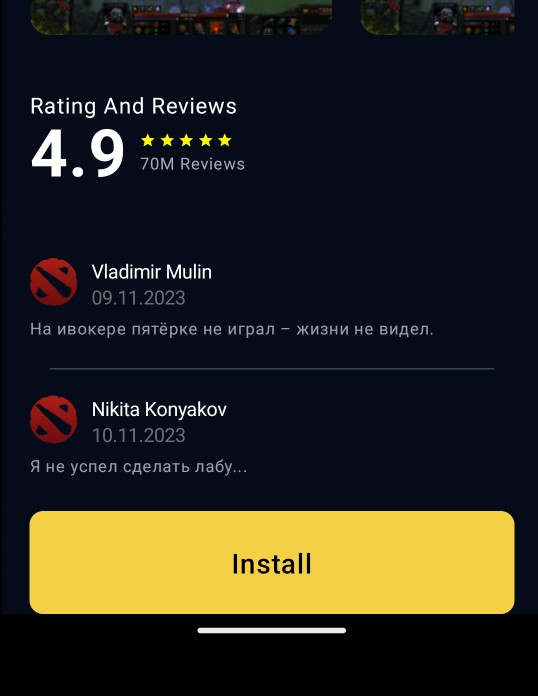 Rating And Reviews
4.9
70M Reviews
Vladimir Mulin
09.11.2023
На ивокере пятёрке не играл – жизни не видел.
Nikita Konyakov
10.11.2023
Я не успел сделать лабу...
Install